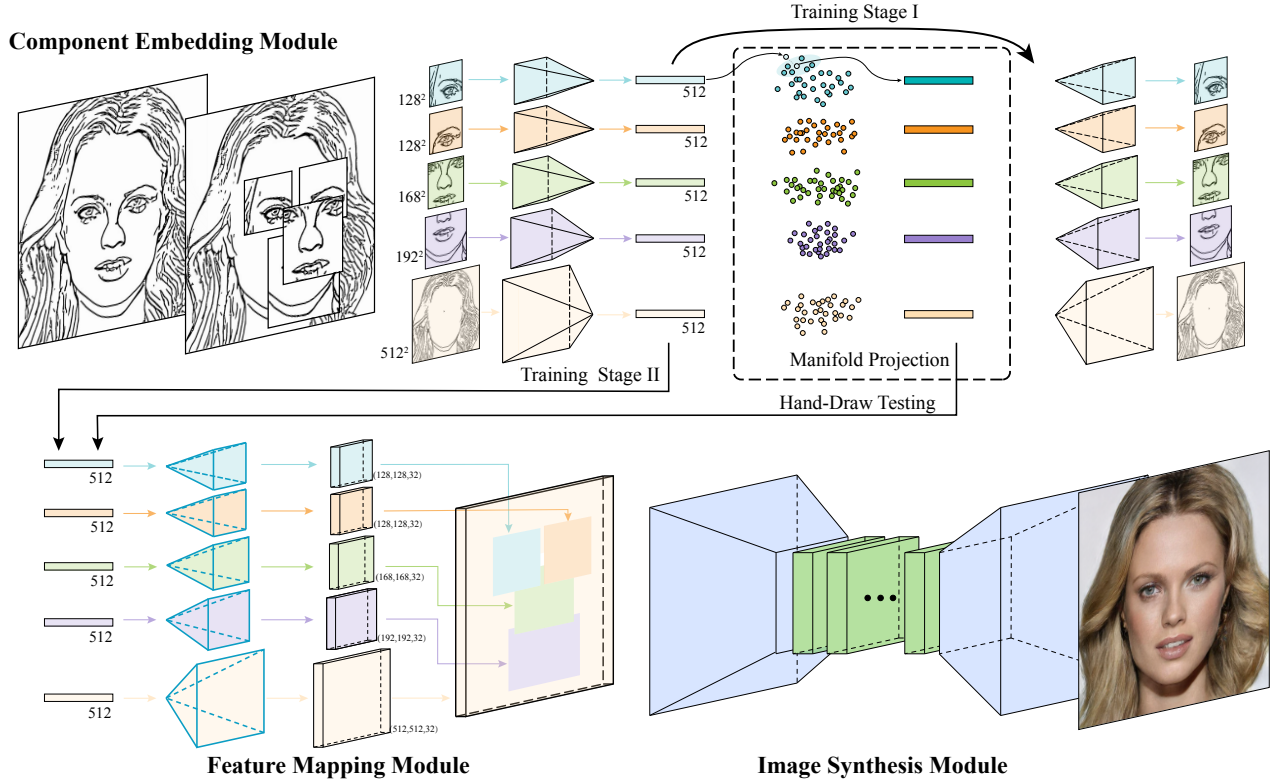 Training Stage I
Component Embedding Module
128²
512
128²
512
168²
512
192²
512
512²
512
Manifold Projection
Training Stage II
Hand-Draw Testing
512
(128,128,32)
512
(128,128,32)
512
(168,168,32)
512
(192,192,32)
512
(512,512,32)
Feature Mapping Module
Image Synthesis Module